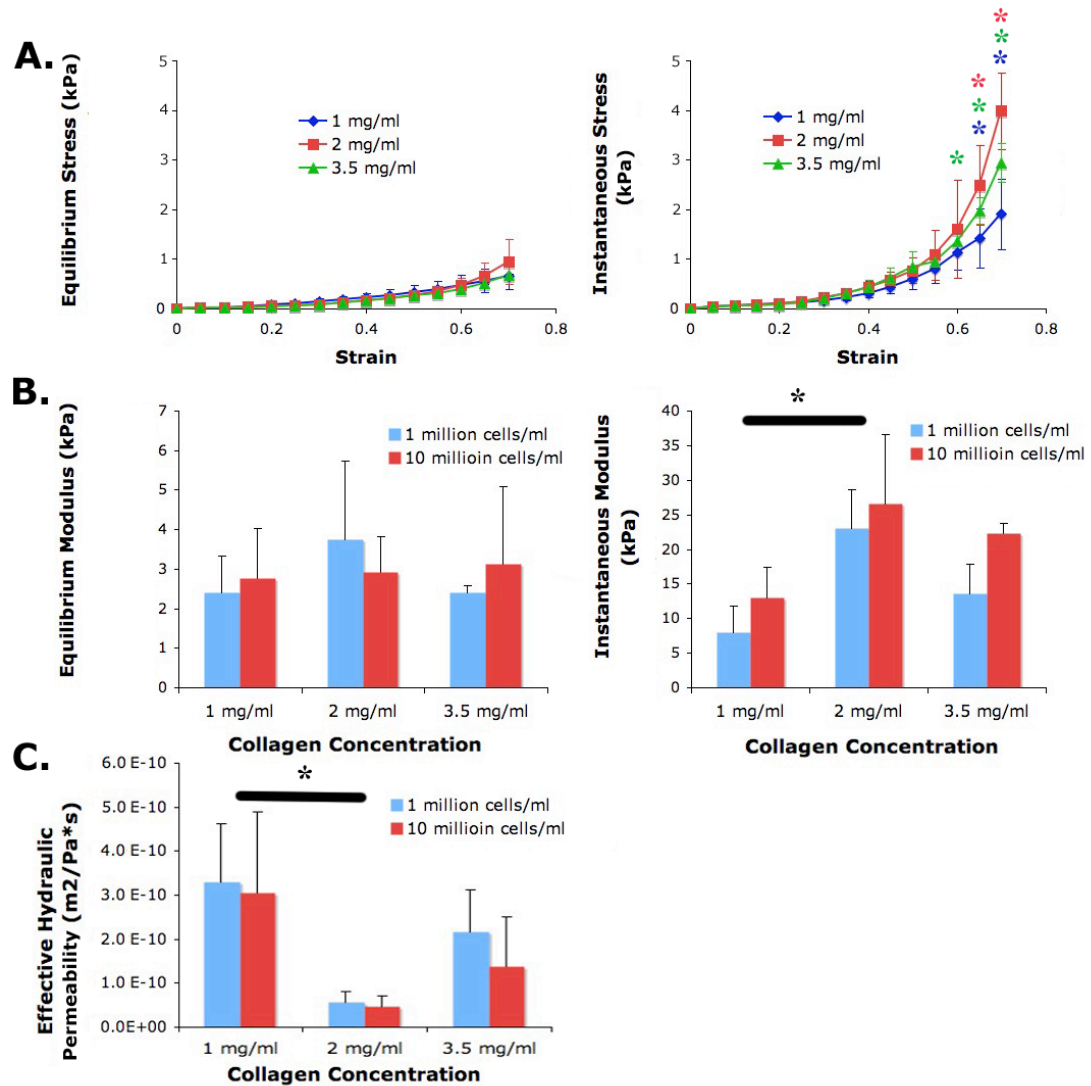 A.
Equilibrium Stress (kPa)
5
4
3
2
1
0
1 mg/ml
2 mg/ml
3.5 mg/ml
0
0.2
0.4
0.6
0.8
Strain
Instantaneous Stress
(kPa)
5
4
3
2
1
0
1 mg/ml
2 mg/ml
3.5 mg/ml
*
*
*
*
*
*
*
0
0.2
0.4
0.6
0.8
Strain
B.
Equilibrium Modulus (kPa)
7
6
5
4
3
2
1
0
1 million cells/ml
10 millioin cells/ml
1 mg/ml
2 mg/ml
3.5 mg/ml
Collagen Concentration
Instantaneous Modulus
(kPa)
40
35
30
25
20
15
10
5
0
*
1 million cells/ml
10 millioin cells/ml
1 mg/ml
2 mg/ml
3.5 mg/ml
Collagen Concentration
C.
Effective Hydraulic
Permeability (m2/Pa*s)
6.0 E-10
5.0 E-10
4.0 E-10
3.0 E-10
2.0 E-10
1.0 E-10
0.0E+00
*
1 million cells/ml
10 millioin cells/ml
1 mg/ml
2 mg/ml
3.5 mg/ml
Collagen Concentration